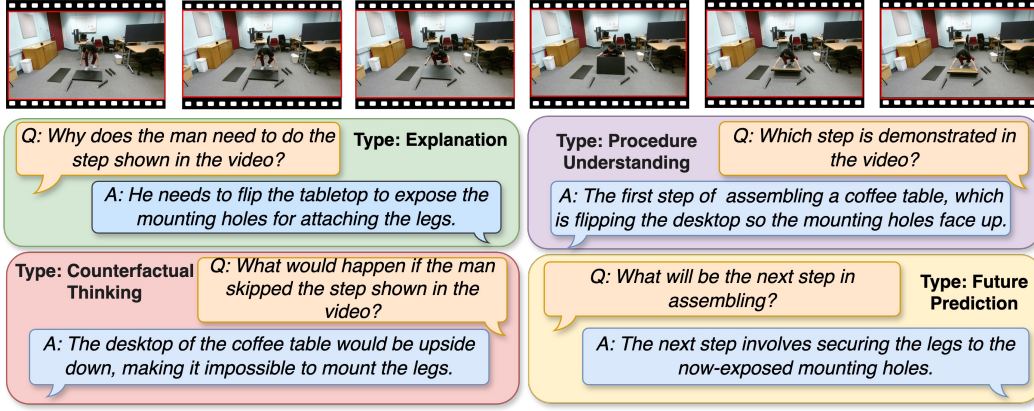 Q: Why does the man need to do the
step shown in the video?
Type: Explanation
A: He needs to flip the tabletop to expose the
mounting holes for attaching the legs.
Type: Procedure
Understanding
Q: Which step is demonstrated in
the video?
A: The first step of assembling a coffee table, which
is flipping the desktop so the mounting holes face up.
Type: Counterfactual
Thinking
Q: What would happen if the man
skipped the step shown in the
video?
A: The desktop of the coffee table would be upside
down, making it impossible to mount the legs.
Q: What will be the next step in
assembling?
Type: Future
Prediction
A: The next step involves securing the legs to the
now-exposed mounting holes.